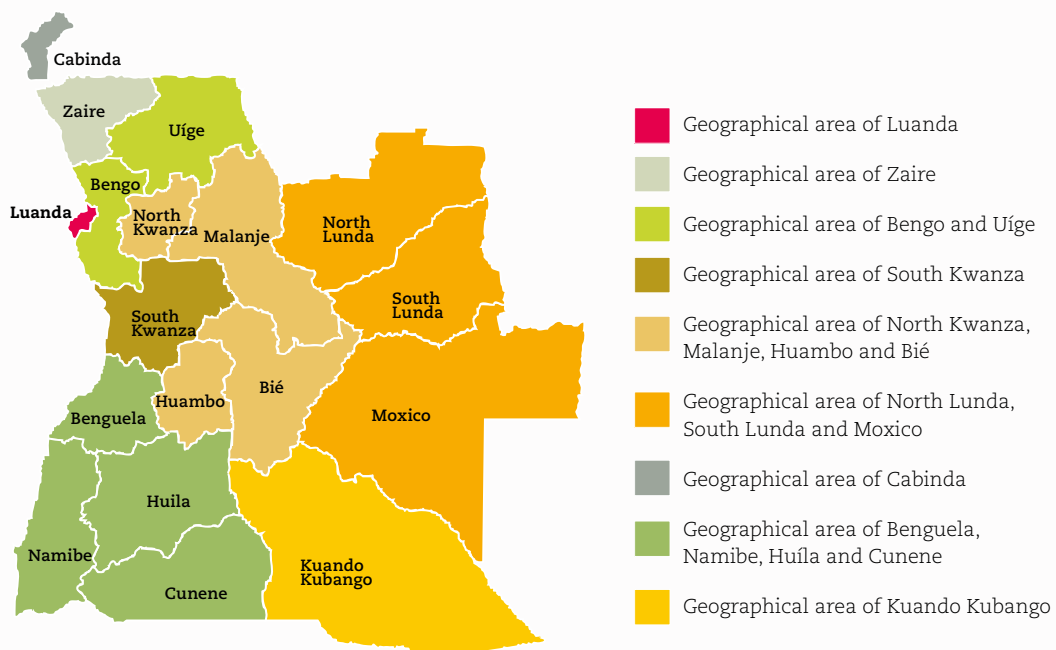 Cabinda
Zaire
Uíge
Bengo
Luanda
North
Kwanza
Malanje
North
Lunda
South
Lunda
South
Kwanza
Benguela
Huambo
Bié
Moxico
Huila
Namibe
Cunene
Kuando
Kubango
Geographical area of Luanda
Geographical area of Zaire
Geographical area of Bengo and Uíge
Geographical area of South Kwanza
Geographical area of North Kwanza,
Malanje, Huambo and Bié
Geographical area of North Lunda,
South Lunda and Moxico
Geographical area of Cabinda
Geographical area of Benguela,
Namibe, Huíla and Cunene
Geographical area of Kuando Kubango